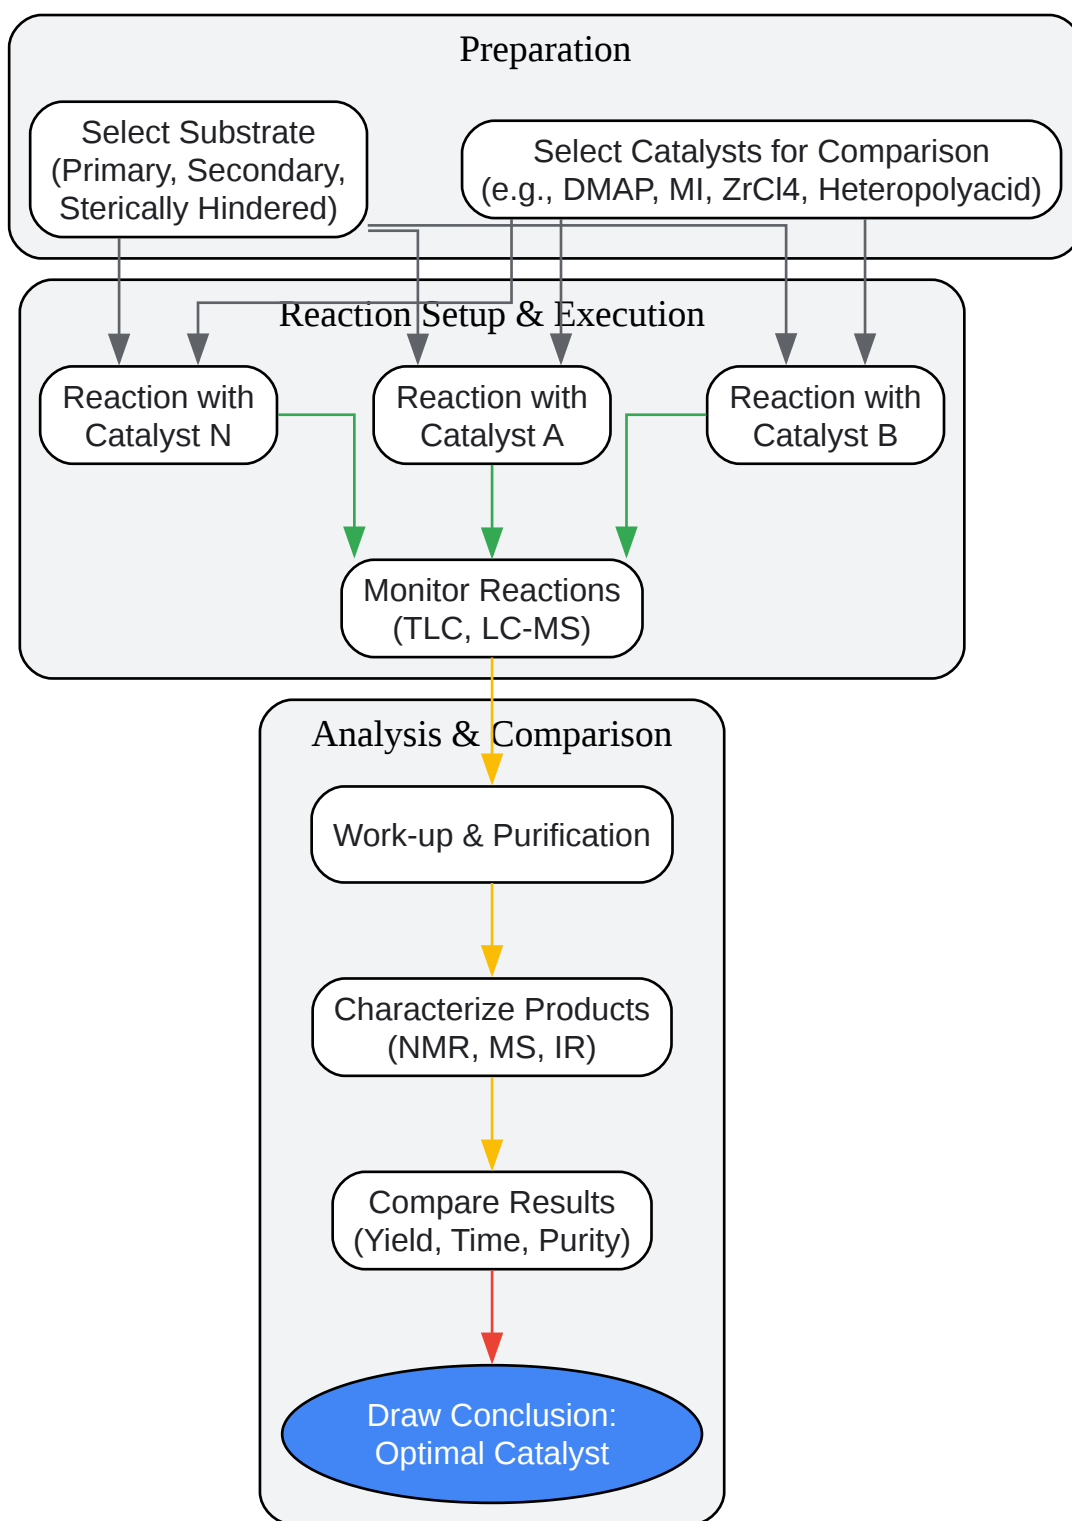 Preparation
Select Substrate
(Primary, Secondary,
Sterically Hindered)
Select Catalysts for Comparison
(e.g., DMAP, MI, ZrCl4, Heteropolyacid)
Reaction Setup & Execution
Reaction with
Catalyst N
Reaction with
Catalyst A
Reaction with
Catalyst B
Monitor Reactions
(TLC, LC-MS)
Analysis & Comparison
Work-up & Purification
Characterize Products
(NMR, MS, IR)
Compare Results
(Yield, Time, Purity)
Draw Conclusion:
Optimal Catalyst